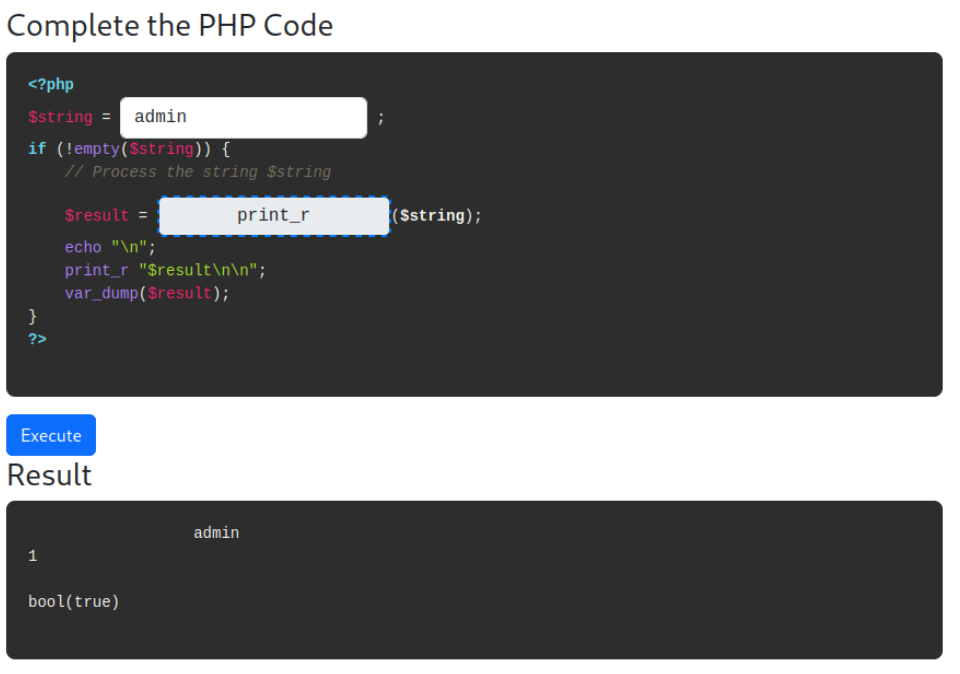 Complete the PHP Code
<?php
$string = admin ;
if (!empty($string)) {
// Process the string $string
$result = print_r ($string);
echo "\n";
print_r "$result\n\n";
var_dump($result);
}
?>
Execute
Result
admin
1
bool(true)